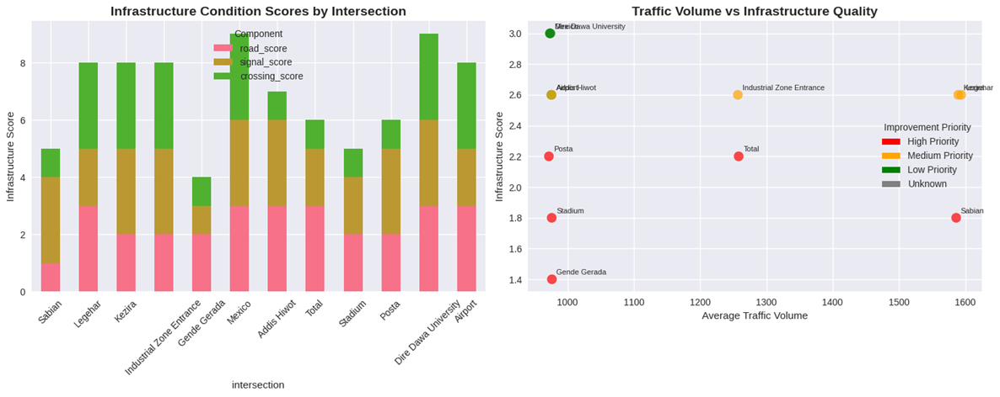 Infrastructure Condition Scores by Intersection
Infrastructure Score
8
6
4
2
0
Component
road_score
signal_score
crossing_score
Sabian
Legehar
Kezira
Industrial Zone Entrance
Gende Gerada
Mexico
Addis Hiwot
Total
Stadium
Posta
Dire Dawa University
Airport
intersection
Traffic Volume vs Infrastructure Quality
Infrastructure Score
3.0
2.8
2.6
2.4
2.2
2.0
1.8
1.6
1.4
Dawa University
Hiwot
Industrial Zone Entrance
Posta
Total
Stadium
Sabian
Gende Gerada
Improvement Priority
High Priority
Medium Priority
Low Priority
Unknown
1000
1100
1200
1300
1400
1500
1600
Average Traffic Volume